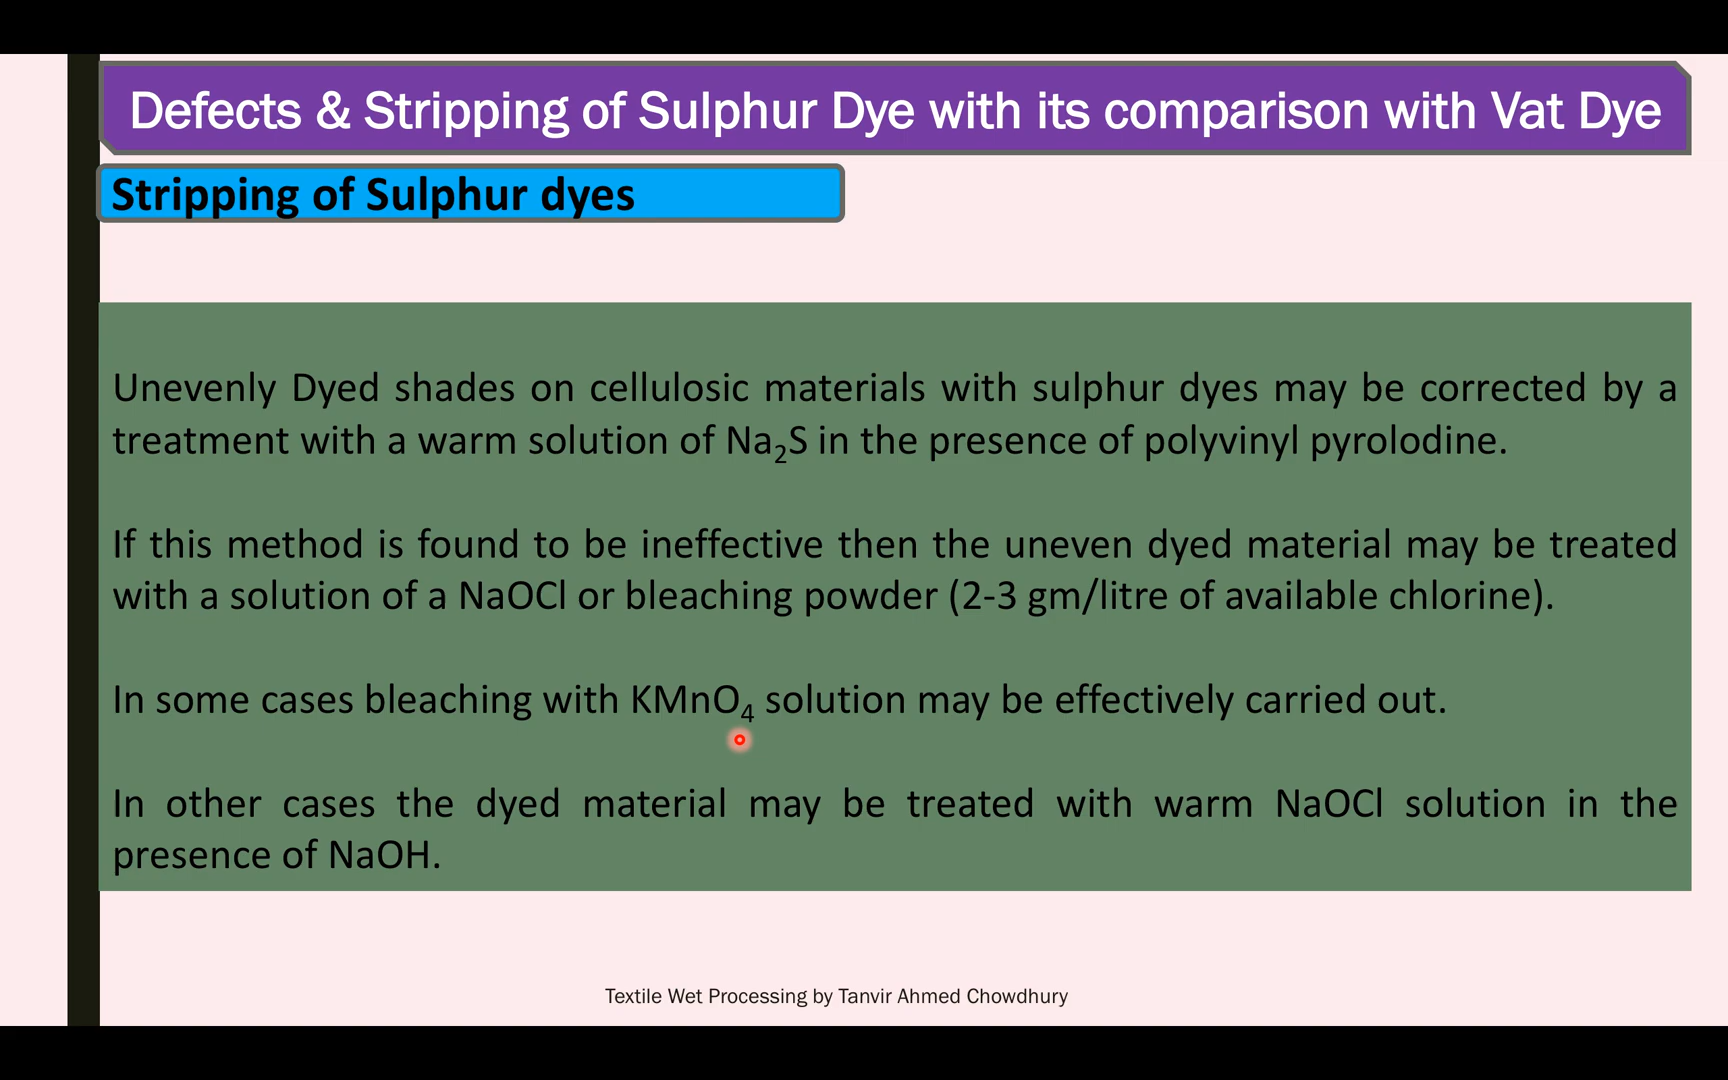 Defects & Stripping of Sulphur Dye with its comparison with Vat Dye
Stripping of Sulphur dyes
Unevenly Dyed shades on cellulosic materials with sulphur dyes may be corrected by a
treatment with a warm solution of Na₂S in the presence of polyvinyl pyrolodine.
If this method is found to be ineffective then the uneven dyed material may be treated
with a solution of a NaOCl or bleaching powder (2-3 gm/litre of available chlorine).
In some cases bleaching with KMnO₄ solution may be effectively carried out.
In other cases the dyed material may be treated with warm NaOCl solution in the
presence of NaOH.
Textile Wet Processing by Tanvir Ahmed Chowdhury